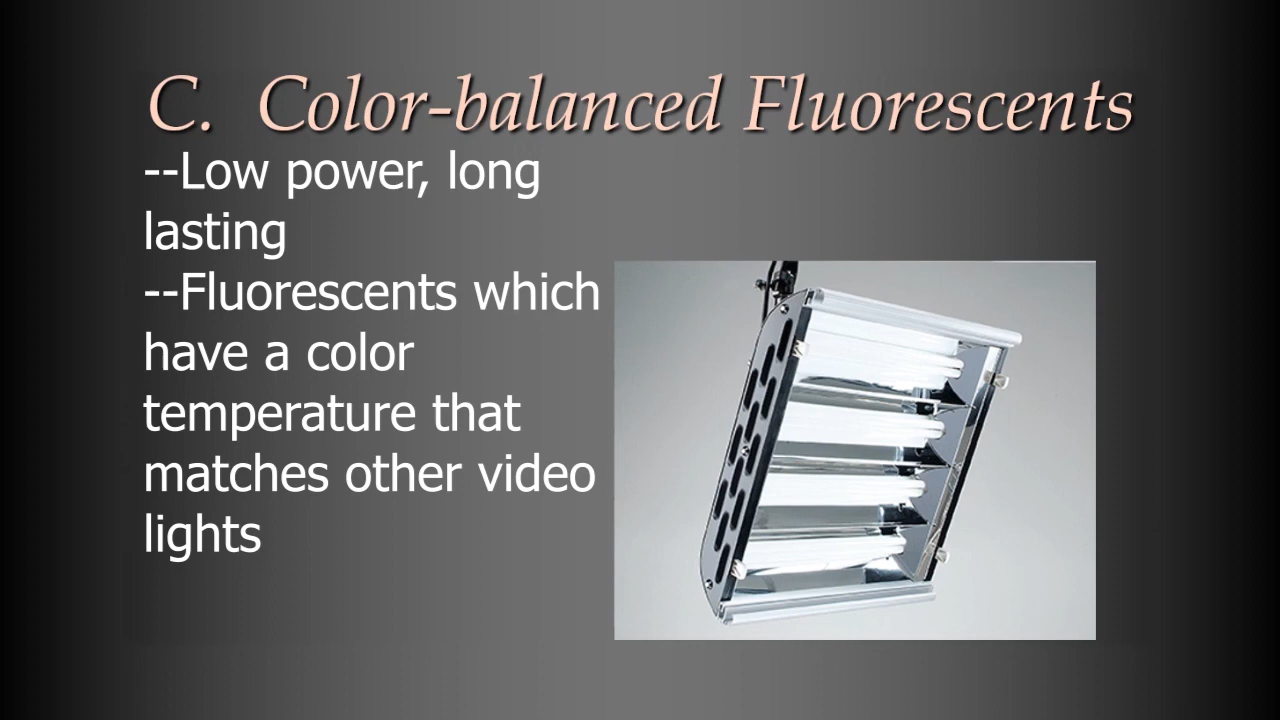 C. Color-balanced Fluorescents
--Low power, long
lasting
--Fluorescents which
have a color
temperature that
matches other video
lights